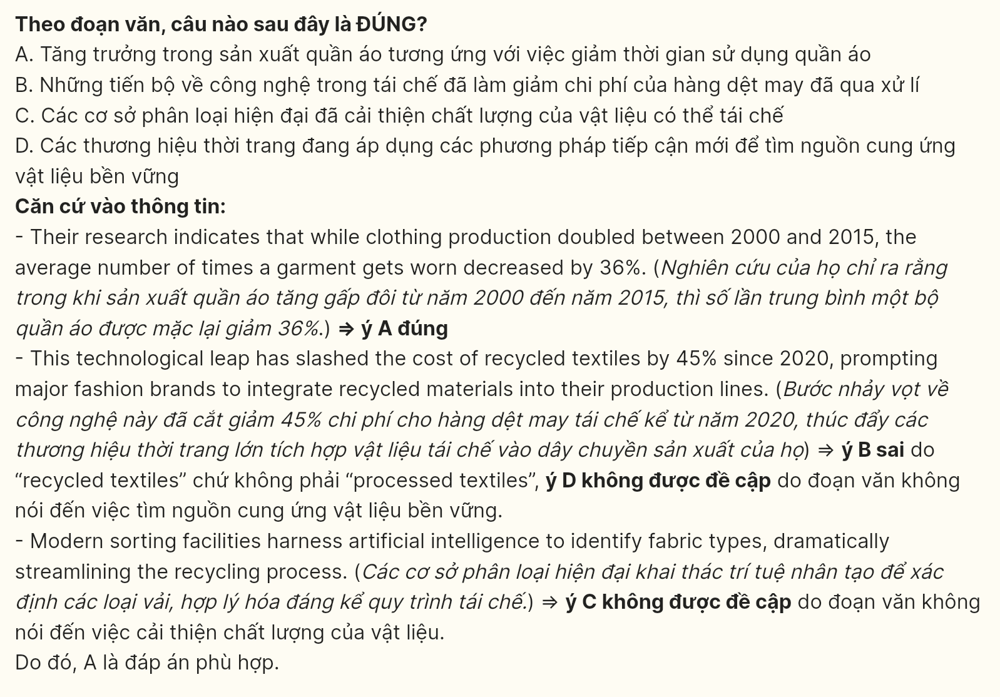 Theo đoạn văn, câu nào sau đây là ĐÚNG?
A. Tăng trưởng trong sản xuất quần áo tương ứng với việc giảm thời gian sử dụng quần áo
B. Những tiến bộ về công nghệ trong tái chế đã làm giảm chi phí của hàng dệt may đã qua xử lí
C. Các cơ sở phân loại hiện đại đã cải thiện chất lượng của vật liệu có thể tái chế
D. Các thương hiệu thời trang đang áp dụng các phương pháp tiếp cận mới để tìm nguồn cung ứng
vật liệu bền vững
Căn cứ vào thông tin:
- Their research indicates that while clothing production doubled between 2000 and 2015, the
average number of times a garment gets worn decreased by 36%. (Nghiên cứu của họ chỉ ra rằng
trong khi sản xuất quần áo tăng gấp đôi từ năm 2000 đến năm 2015, thì số lần trung bình một bộ
quần áo được mặc lại giảm 36%.) ⇒ ý A đúng
- This technological leap has slashed the cost of recycled textiles by 45% since 2020, prompting
major fashion brands to integrate recycled materials into their production lines. (Bước nhảy vọt về
công nghệ này đã cắt giảm 45% chi phí cho hàng dệt may tái chế kể từ năm 2020, thúc đẩy các
thương hiệu thời trang lớn tích hợp vật liệu tái chế vào dây chuyền sản xuất của họ) ⇒ ý B sai do
“recycled textiles” chứ không phải “processed textiles”, ý D không được đề cập do đoạn văn không
nói đến việc tìm nguồn cung ứng vật liệu bền vững.
- Modern sorting facilities harness artificial intelligence to identify fabric types, dramatically
streamlining the recycling process. (Các cơ sở phân loại hiện đại khai thác trí tuệ nhân tạo để xác
định các loại vải, hợp lý hóa đáng kể quy trình tái chế.) ⇒ ý C không được đề cập do đoạn văn không
nói đến việc cải thiện chất lượng của vật liệu.
Do đó, A là đáp án phù hợp.